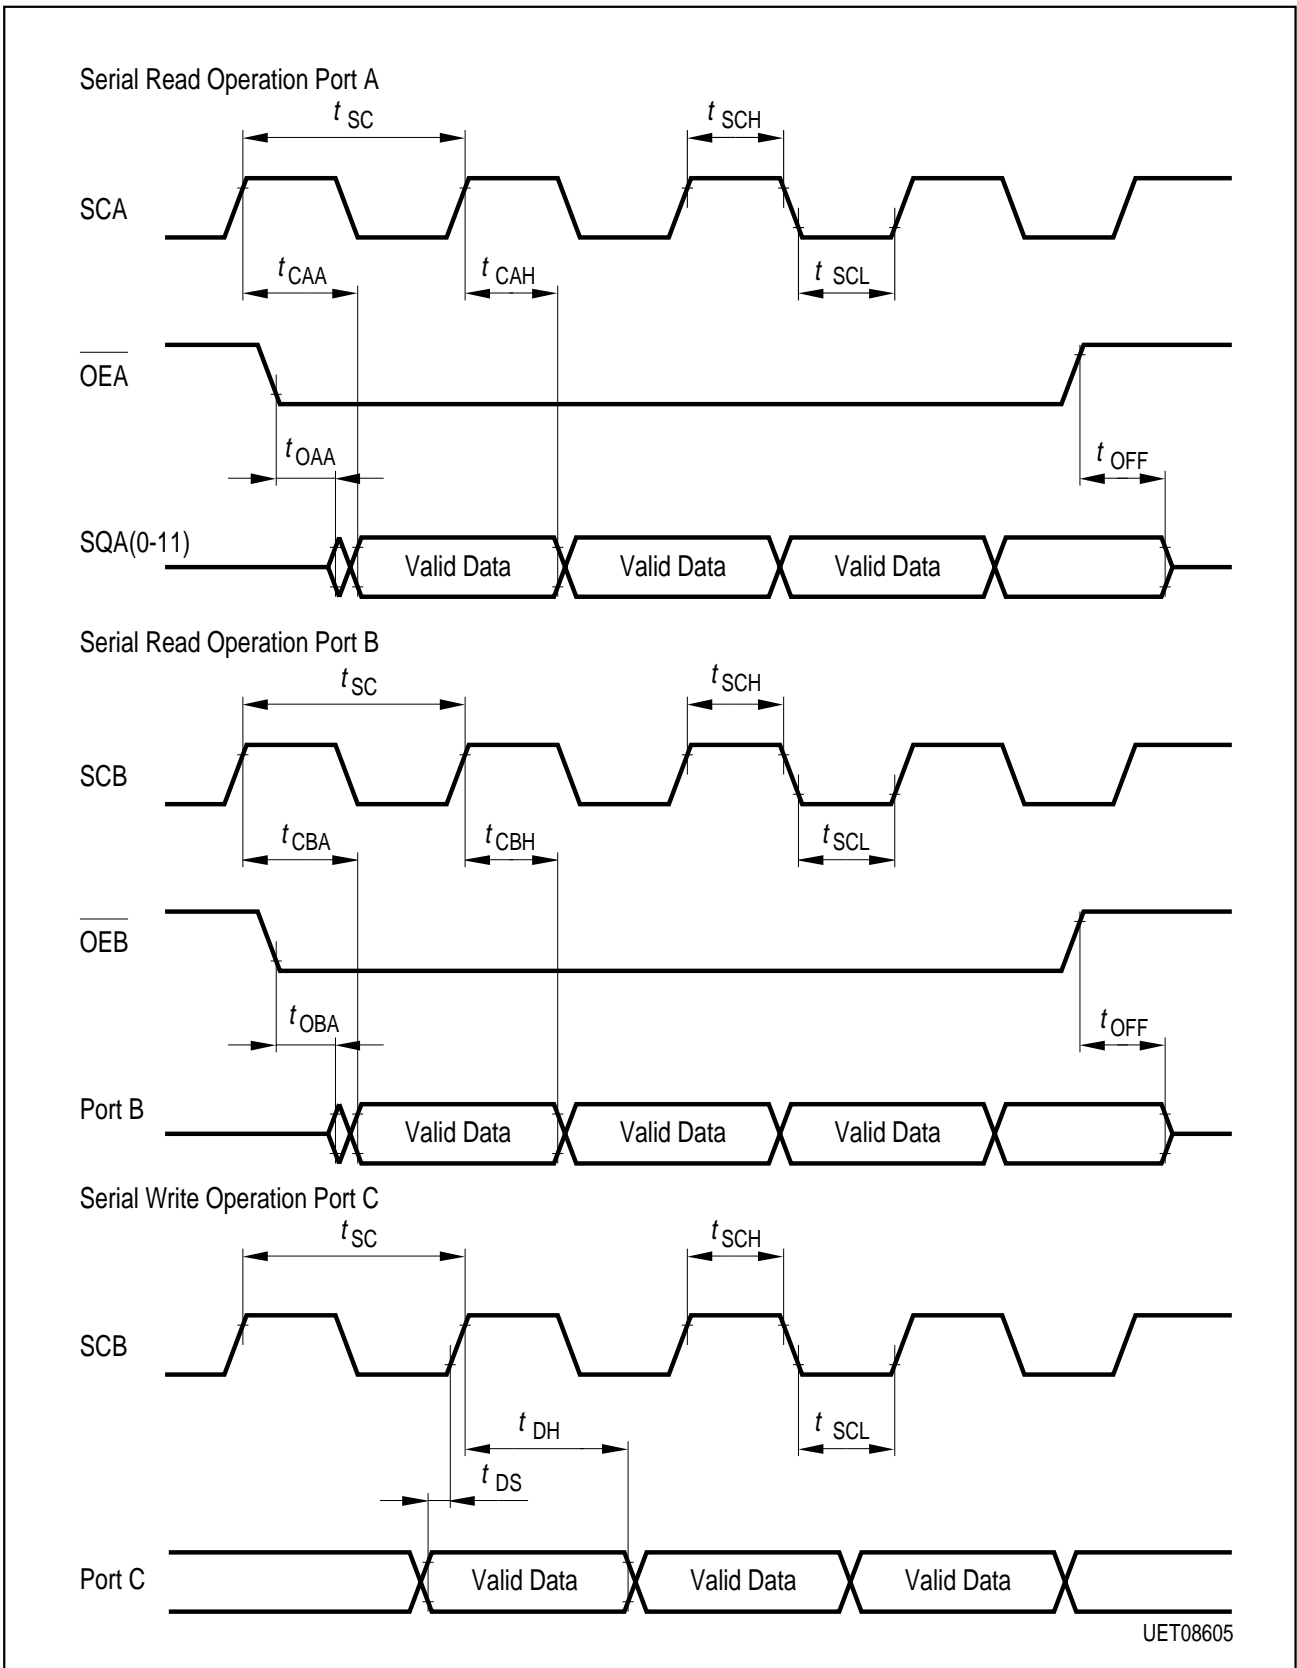 Serial Read Operation Port A
t SC
t SCH
SCA
t CAA
t CAH
t SCL
OEA
t OAA
t OFF
SQA(0-11)
Valid Data Valid Data Valid Data
Serial Read Operation Port B
t SC
t SCH
SCB
t CBA
t CBH
t SCL
OEB
t OBA
t OFF
Port B
Valid Data Valid Data Valid Data
Serial Write Operation Port C
t SC
t SCH
SCB
t DH
t SCL
t DS
Port C
Valid Data Valid Data Valid Data
UET08605